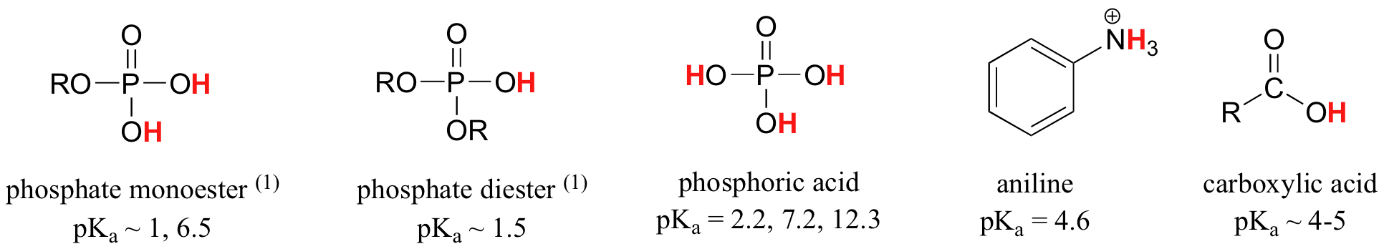 O
RO P OH
OH
phosphate monoester (1)
pKa ~ 1, 6.5
O
RO P OH
OR
phosphate diester (1)
pKa ~ 1.5
O
HO P OH
OH
phosphoric acid
pKa = 2.2, 7.2, 12.3
⊕
NH3
aniline
pKa = 4.6
O
C
R OH
carboxylic acid
pKa ~ 4-5